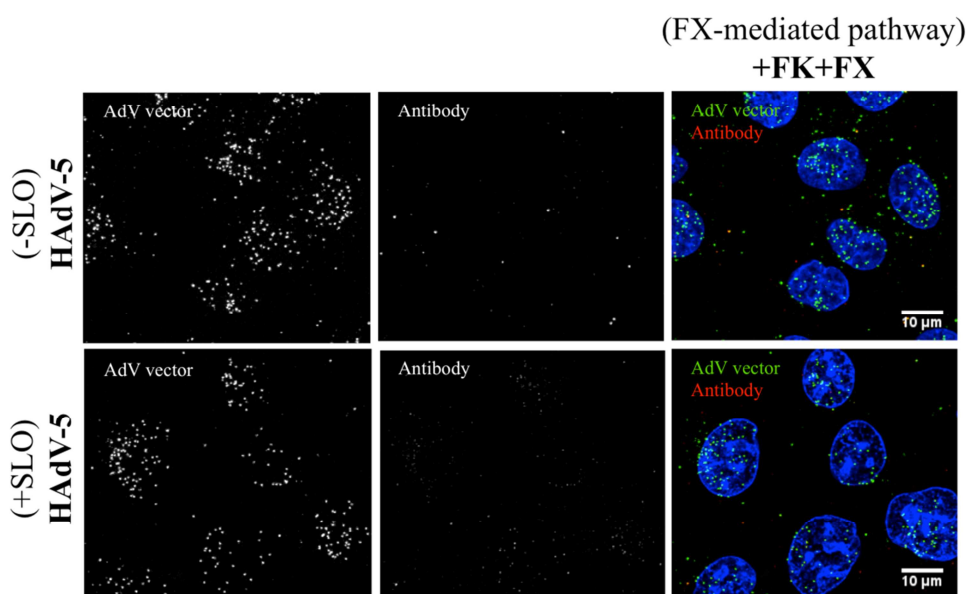 (FX-mediated pathway)
+FK+FX
(-SLO)
HAdV-5
AdV vector
Antibody
AdV vector
Antibody
10 µm
(+SLO)
HAdV-5
AdV vector
Antibody
AdV vector
Antibody
10 µm